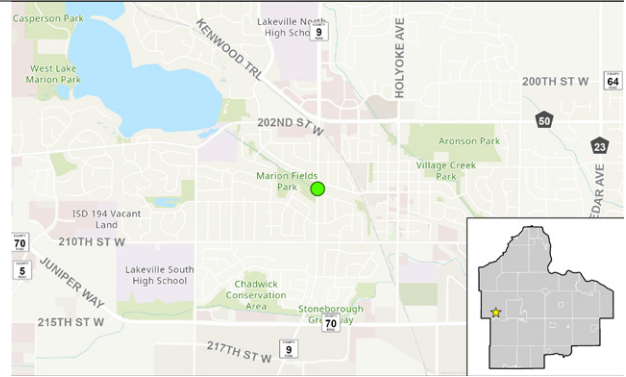 Casperson Park
Lakeville North
High School
9
KENWOOD TRL
HOLYOKE AVE
West Lake
Marion Park
200TH ST W
COUNTY
64
50
202ND ST W
23
Aronson Park
Village Creek
Park
Marion Fields
Park
EDAR AVE
ISD 194 Vacant
Land
70
210TH ST W
5
JUNIPER WAY
Lakeville South
High School
Chadwick
Conservation
Area
Stoneborough
Greenway
COUNTY
70
215TH ST W
217TH ST W
COUNTY
9